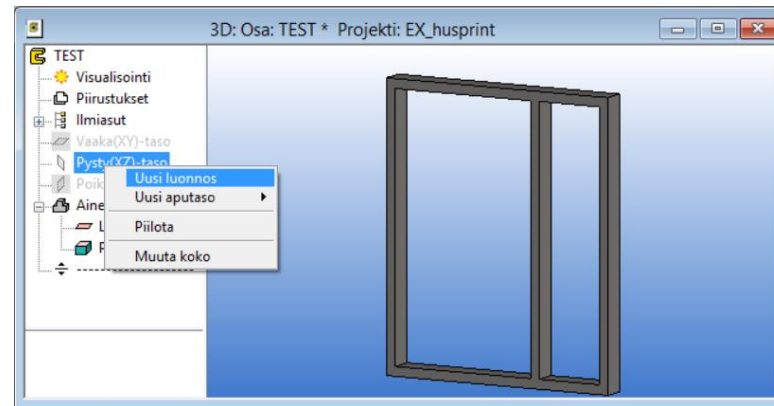 3D: Osa: TEST * Projekti: EX_husprint
TEST
Visualisointi
Piirustukset
Ilmiasut
Vaaka(XY)-taso
Pysty(XZ)-taso
Uusi luonnos
Uusi aputaso
Piilota
Muuta koko